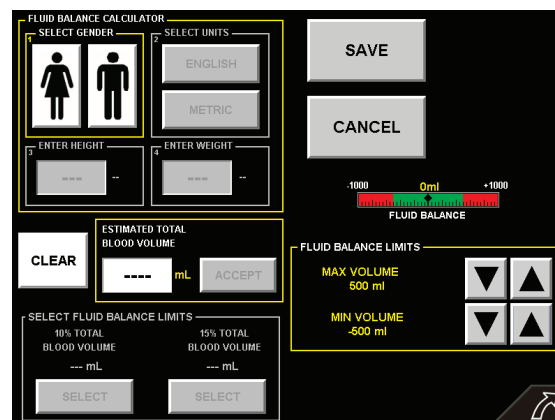 FLUID BALANCE CALCULATOR
1 SELECT GENDER
2 SELECT UNITS
ENGLISH
METRIC
3 ENTER HEIGHT
--- --
4 ENTER WEIGHT
--- --
SAVE
CANCEL
-1000 0ml +1000
FLUID BALANCE
CLEAR
ESTIMATED TOTAL
BLOOD VOLUME
---- mL
ACCEPT
FLUID BALANCE LIMITS
MAX VOLUME
500 ml
MIN VOLUME
-500 ml
SELECT FLUID BALANCE LIMITS
10% TOTAL
BLOOD VOLUME
--- mL
SELECT
15% TOTAL
BLOOD VOLUME
--- mL
SELECT